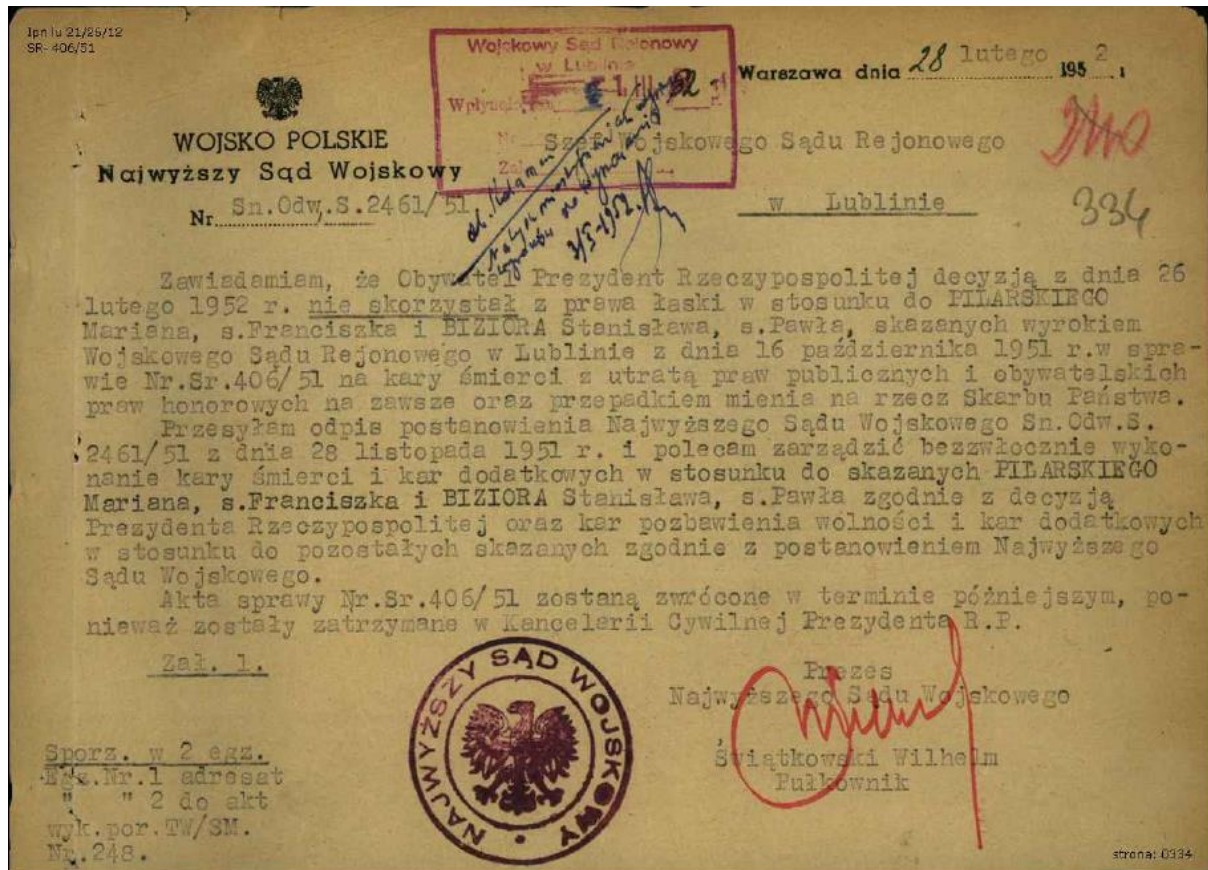 Ipn lu 21/26/12
SR- 406/51
Wojskowy Sąd Rejonowy
w Lublinie
Wpłynęło
1. III. 52
Nr
Zał
Warszawa dnia 28 lutego 1952 r
WOJSKO POLSKIE
Najwyższy Sąd Wojskowy
Nr. Sn.Odw.S.2461/51
Szef Wojskowego Sądu Rejonowego
w Lublinie
334
3/3-1952.
Zawiadamiam, że Obywatel Prezydent Rzeczypospolitej decyzją z dnia 26
lutego 1952 r. nie skorzystał z prawa łaski w stosunku do PILARSKIEGO
Mariana, s.Franciszka i BIZIORA Stanisława, s.Pawła, skazanych wyrokiem
Wojskowego Sądu Rejonowego w Lublinie z dnia 16 października 1951 r.w spra-
wie Nr.Sr.406/51 na kary śmierci z utratą praw publicznych i obywatelskich
praw honorowych na zawsze oraz przepadkiem mienia na rzecz Skarbu Państwa.
Przesyłam odpis postanowienia Najwyższego Sądu Wojskowego Sn.Odw.S.
2461/51 z dnia 28 listopada 1951 r. i polecam zarządzić bezzwłocznie wyko-
nanie kary śmierci i kar dodatkowych w stosunku do skazanych PILARSKIEGO
Mariana, s.Franciszka i BIZIORA Stanisława, s.Pawła zgodnie z decyzją
Prezydenta Rzeczypospolitej oraz kar pozbawienia wolności i kar dodatkowych
w stosunku do pozostałych skazanych zgodnie z postanowieniem Najwyższego
Sądu Wojskowego.
Akta sprawy Nr.Sr.406/51 zostaną zwrócone w terminie późniejszym, po-
nieważ zostały zatrzymane w Kancelarii Cywilnej Prezydenta R.P.
Zał. 1.
NAJWYŻSZY SĄD WOJSKOWY
Prezes
Najwyższego Sądu Wojskowego
Świątkowski Wilhelm
Pułkownik
Sporz. w 2 egz.
Egz.Nr.1 adresat
" " 2 do akt
wyk.por.TW/SM.
Nr.248.
strona: 0334